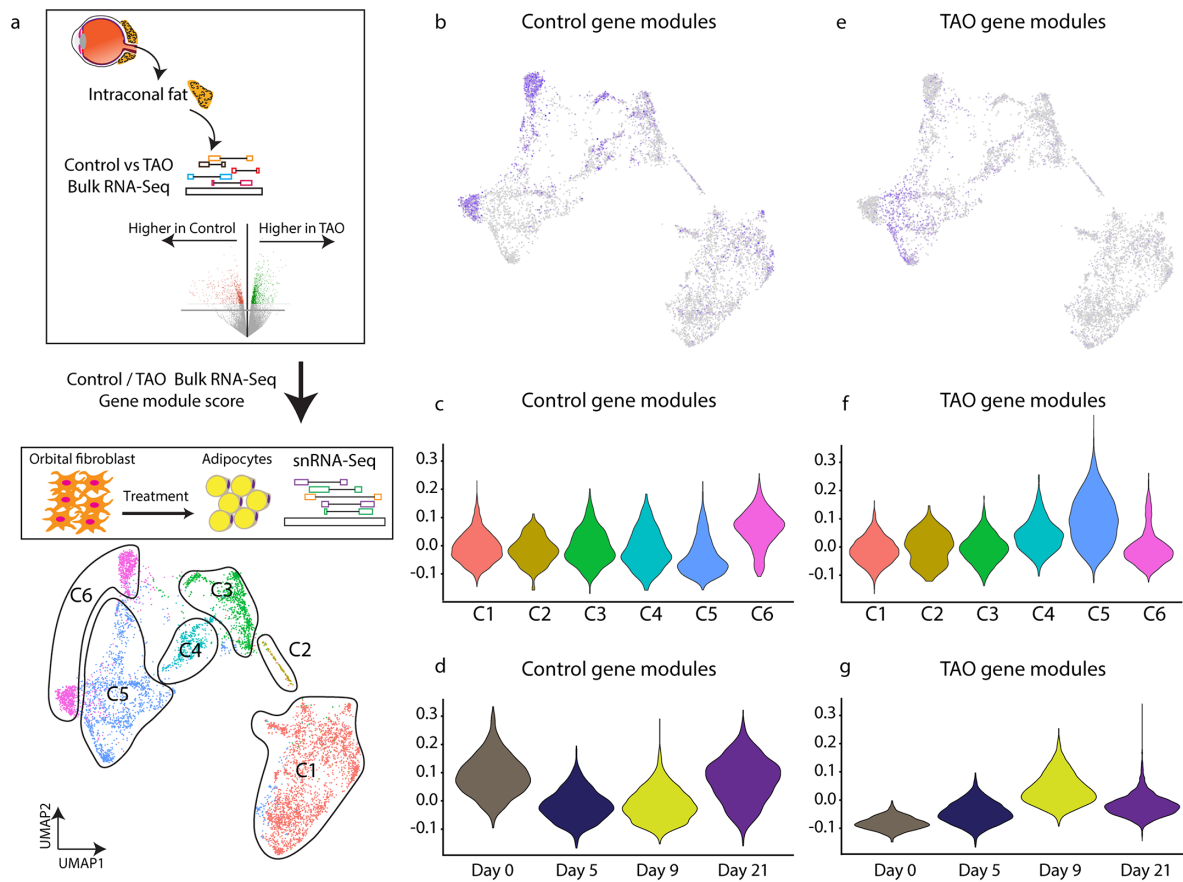 a
Intraconal fat
Control vs TAO
Bulk RNA-Seq
Higher in Control
Higher in TAO
Control / TAO Bulk RNA-Seq
Gene module score
Orbital fibroblast
Adipocytes
snRNA-Seq
Treatment
C6
C3
C4
C2
C5
C1
UMAP2
UMAP1
b
Control gene modules
e
TAO gene modules
c
Control gene modules
0.3
0.2
0.1
0.0
-0.1
C1 C2 C3 C4 C5 C6
f
TAO gene modules
0.3
0.2
0.1
0.0
-0.1
C1 C2 C3 C4 C5 C6
d
Control gene modules
0.3
0.2
0.1
0.0
-0.1
Day 0 Day 5 Day 9 Day 21
g
TAO gene modules
0.3
0.2
0.1
0.0
-0.1
Day 0 Day 5 Day 9 Day 21